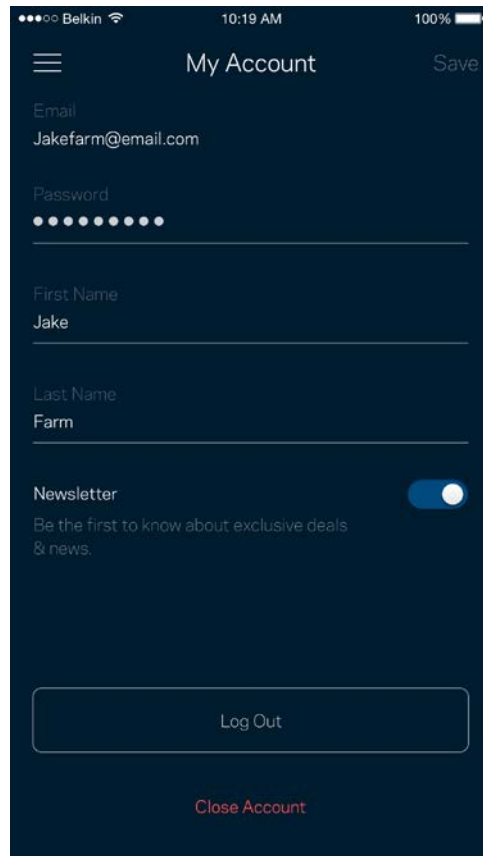 Belkin 10:19 AM 100%
My Account Save
Email
Jakefarm@email.com
Password
●●●●●●●●●
First Name
Jake
Last Name
Farm
Newsletter
Be the first to know about exclusive deals
& news.
Log Out
Close Account